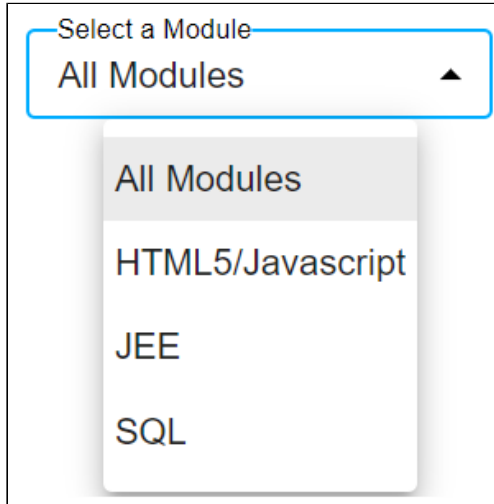 Select a Module
All Modules
All Modules
HTML5/Javascript
JEE
SQL